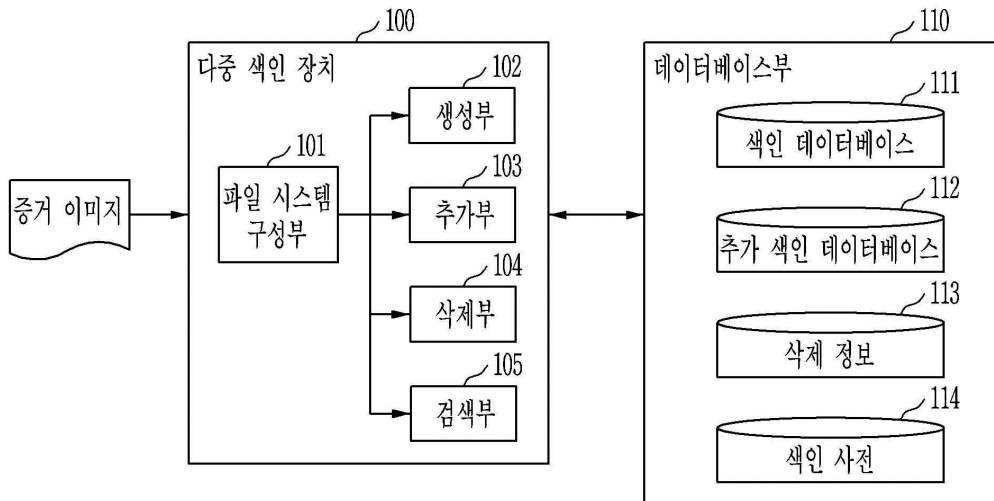 100
다중 색인 장치
102
생성부
101
파일 시스템
구성부
103
추가부
104
삭제부
105
검색부
증거 이미지
110
데이터베이스부
111
색인 데이터베이스
112
추가 색인 데이터베이스
113
삭제 정보
114
색인 사전